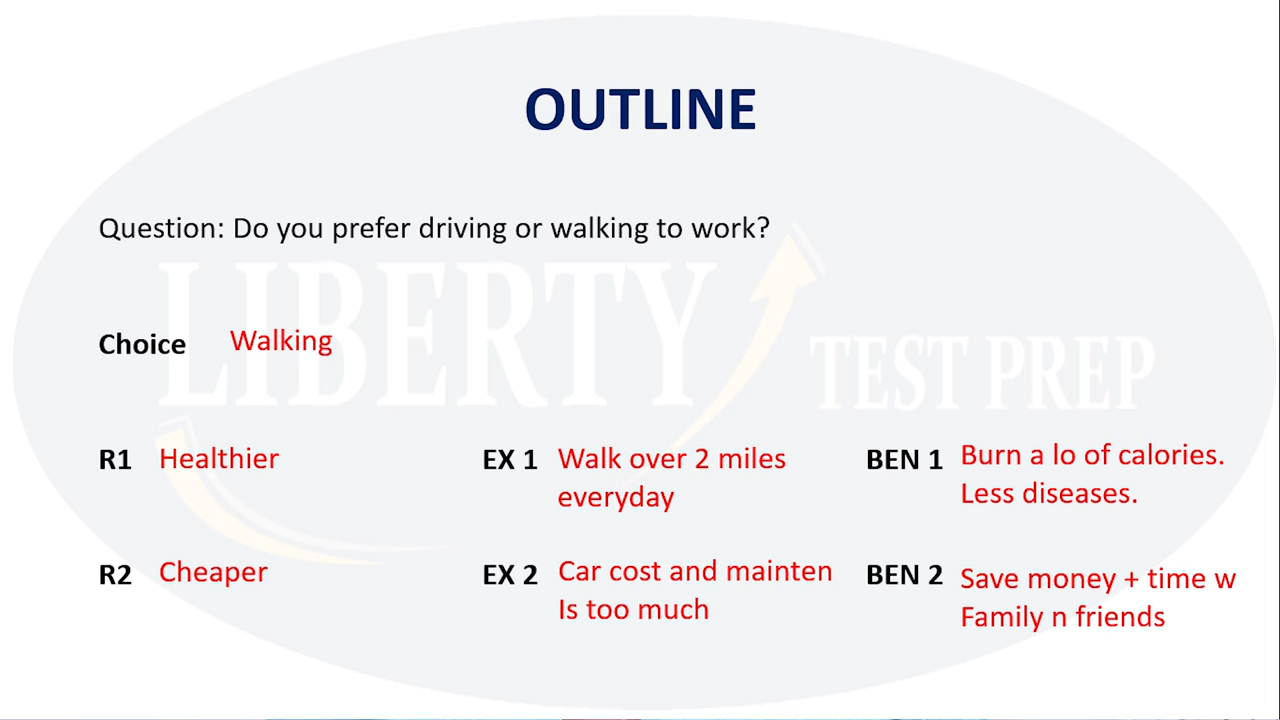 OUTLINE
Question: Do you prefer driving or walking to work?
LIBERTY TEST PREP
Choice Walking
R1 Healthier EX 1 Walk over 2 miles everyday BEN 1 Burn a lo of calories. Less diseases.
R2 Cheaper EX 2 Car cost and mainten Is too much BEN 2 Save money + time w Family n friends